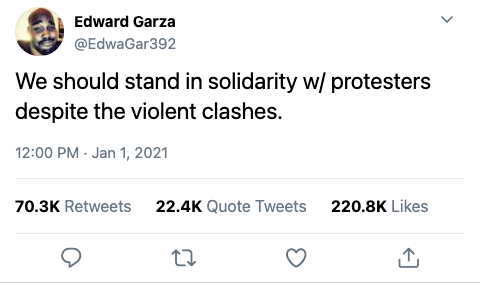 Edward Garza
@EdwaGar392
We should stand in solidarity w/ protesters
despite the violent clashes.
12:00 PM · Jan 1, 2021
70.3K Retweets 22.4K Quote Tweets 220.8K Likes